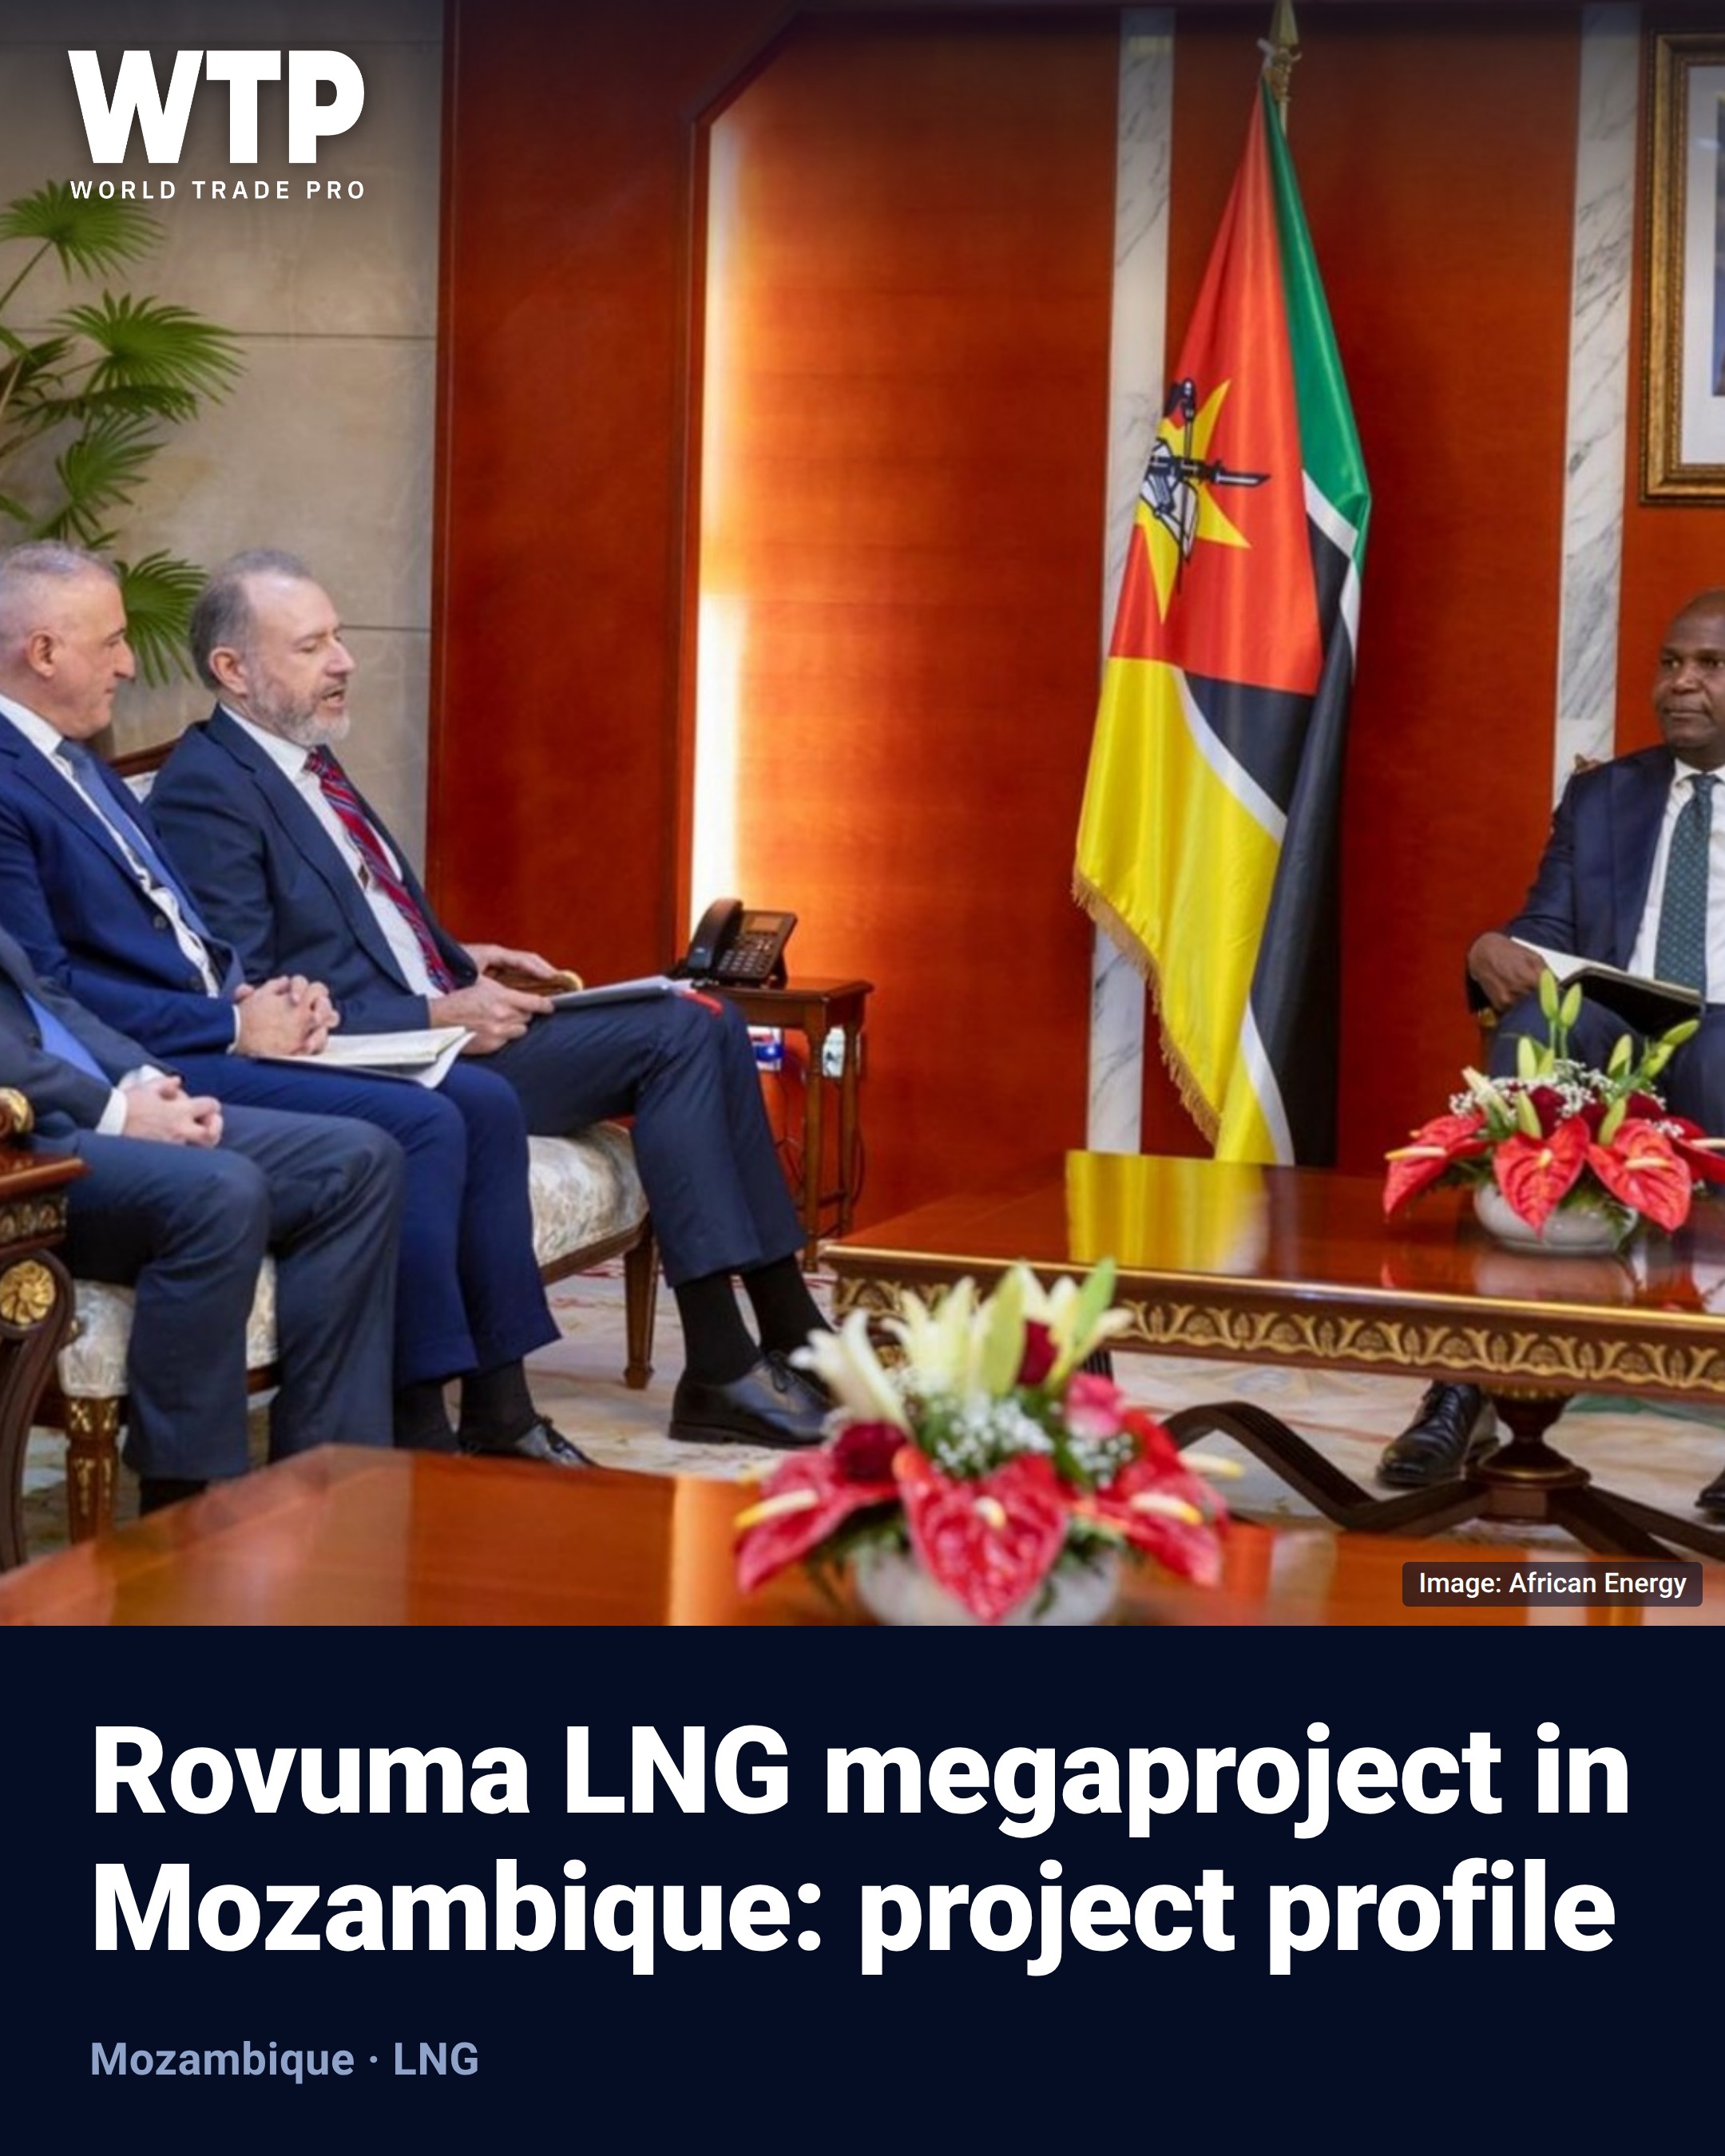 WTP
WORLD TRADE PRO
Image: African Energy
Rovuma LNG megaproject in
Mozambique: project profile
Mozambique · LNG